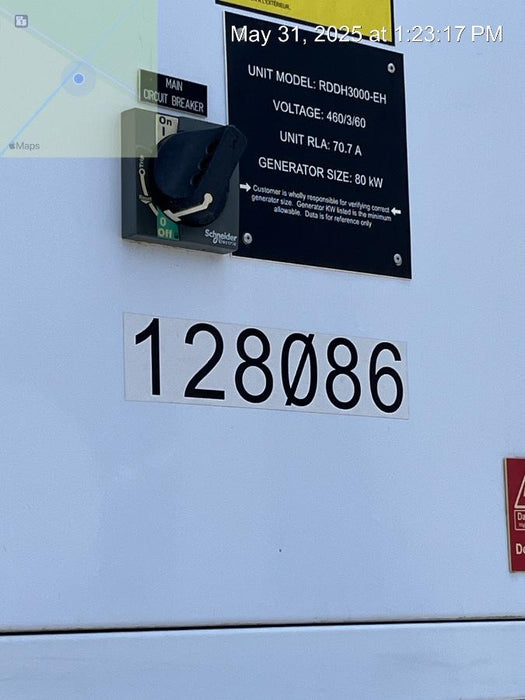 À L'EXTÉRIEUR.
May 31, 2025 at 1:23:17 PM
Maps
MAIN
CIRCUIT BREAKER
On
I
0
Off
Schneider
Electric
UNIT MODEL: RDDH3000-EH
VOLTAGE: 460/3/60
UNIT RLA: 70.7 A
GENERATOR SIZE: 80 kW
Customer is wholly responsible for verifying correct
generator size. Generator KW listed is the minimum
allowable. Data is for reference only
128Ø86